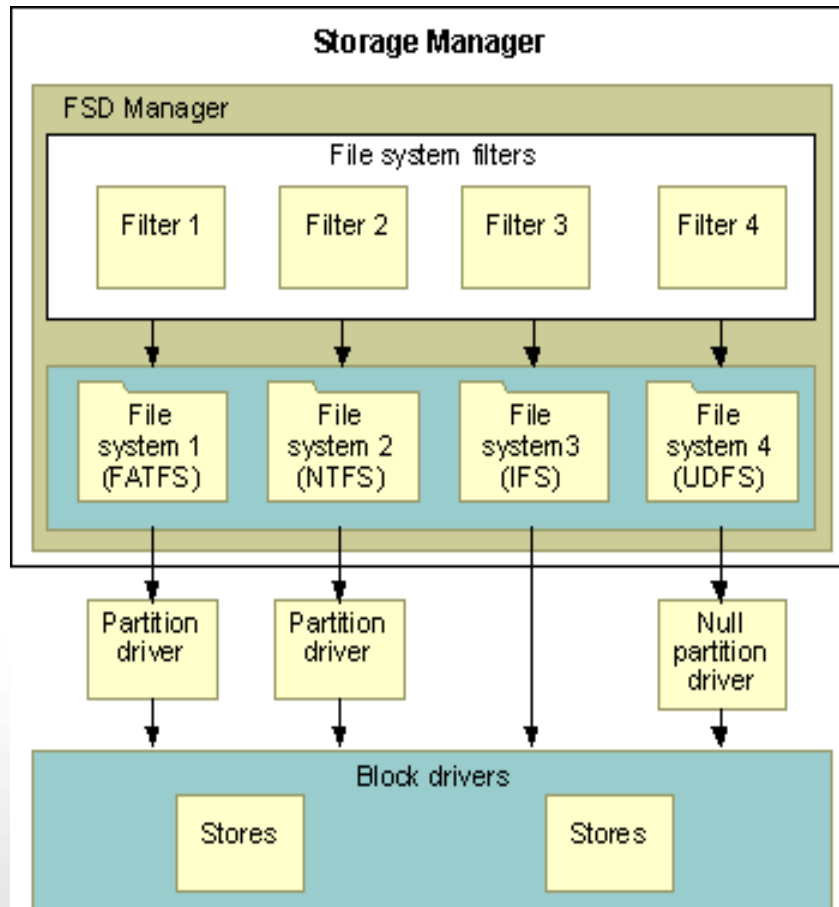 Storage Manager
FSD Manager
File system filters
Filter 1
Filter 2
Filter 3
Filter 4
File
system 1
(FATFS)
File
system 2
(NTFS)
File
system3
(IFS)
File
system 4
(UDFS)
Partition
driver
Partition
driver
Null
partition
driver
Block drivers
Stores
Stores